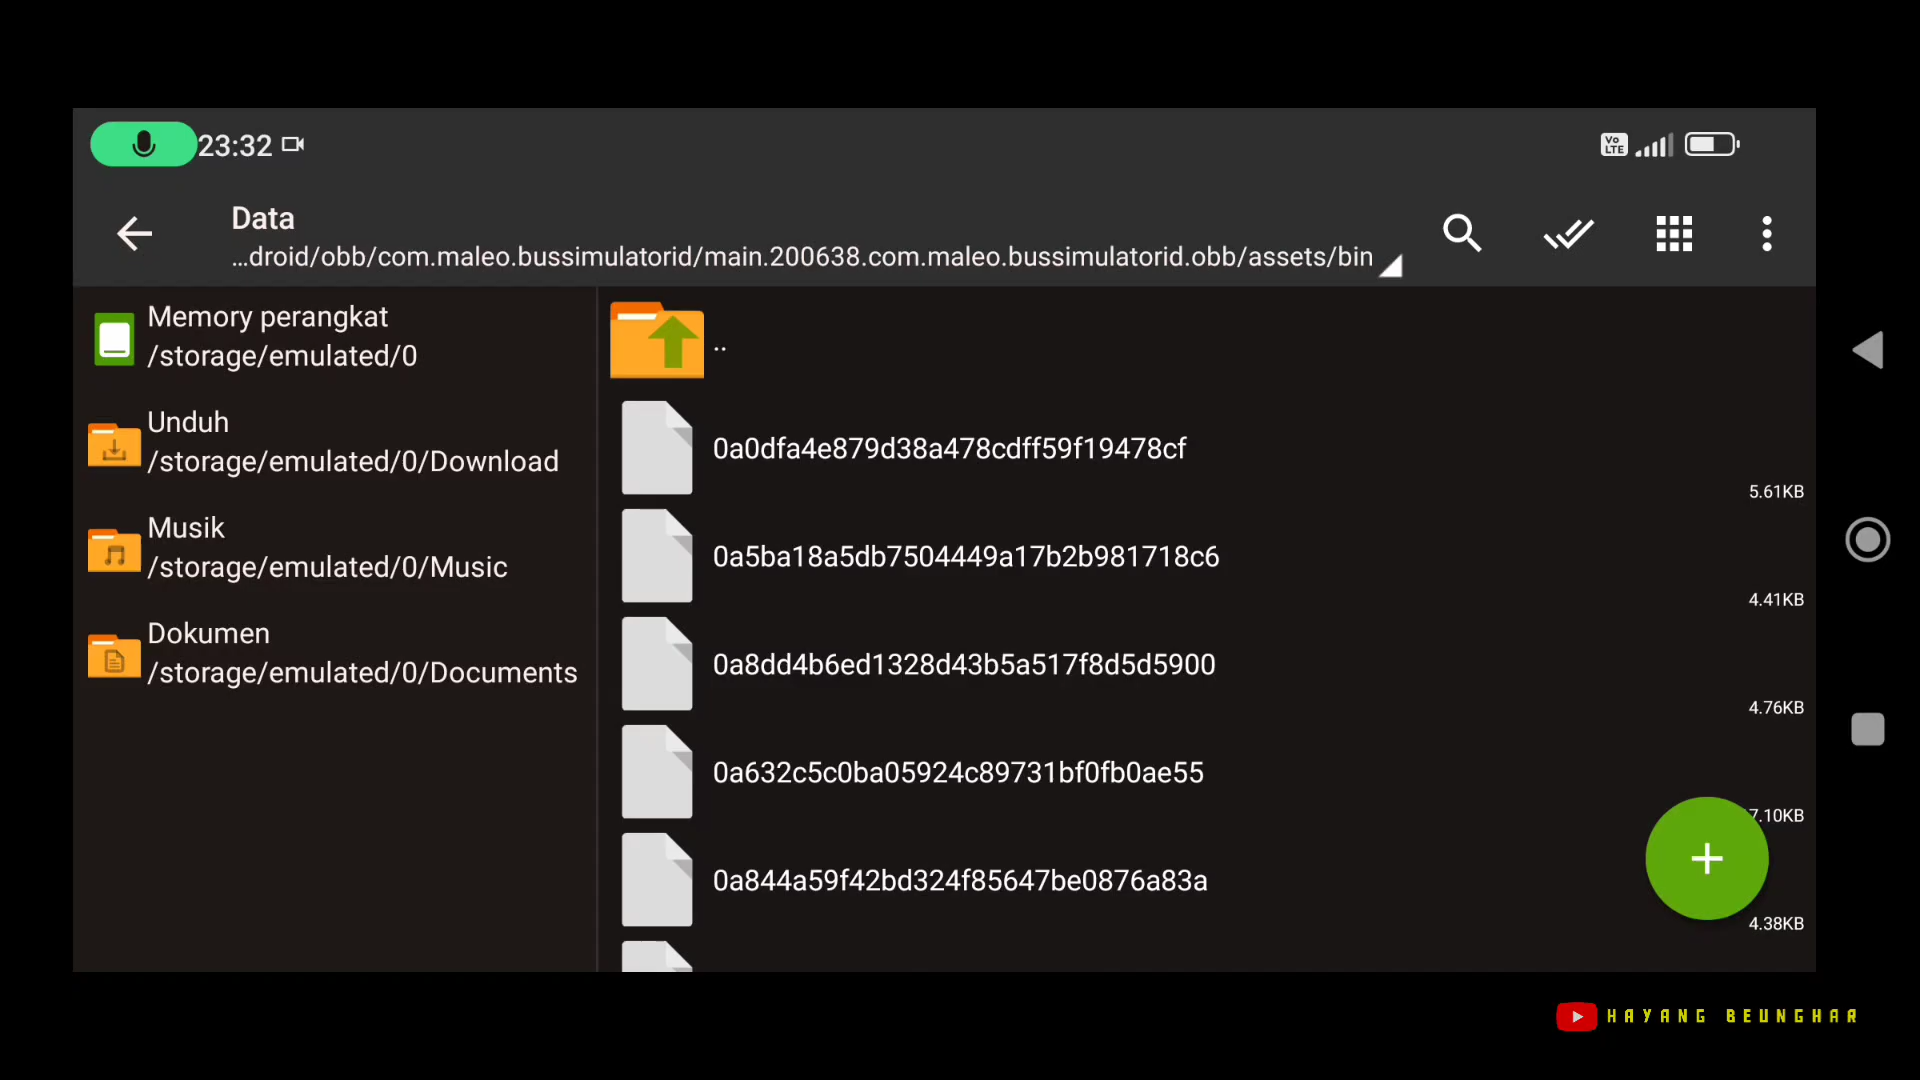 23:32
Vo LTE
Data
...droid/obb/com.maleo.bussimulatorid/main.200638.com.maleo.bussimulatorid.obb/assets/bin
Memory perangkat
/storage/emulated/0
Unduh
/storage/emulated/0/Download
Musik
/storage/emulated/0/Music
Dokumen
/storage/emulated/0/Documents
..
0a0dfa4e879d38a478cdff59f19478cf
5.61KB
0a5ba18a5db7504449a17b2b981718c6
4.41KB
0a8dd4b6ed1328d43b5a517f8d5d5900
4.76KB
0a632c5c0ba05924c89731bf0fb0ae55
7.10KB
0a844a59f42bd324f85647be0876a83a
4.38KB
HAYANG BEUNGHAR